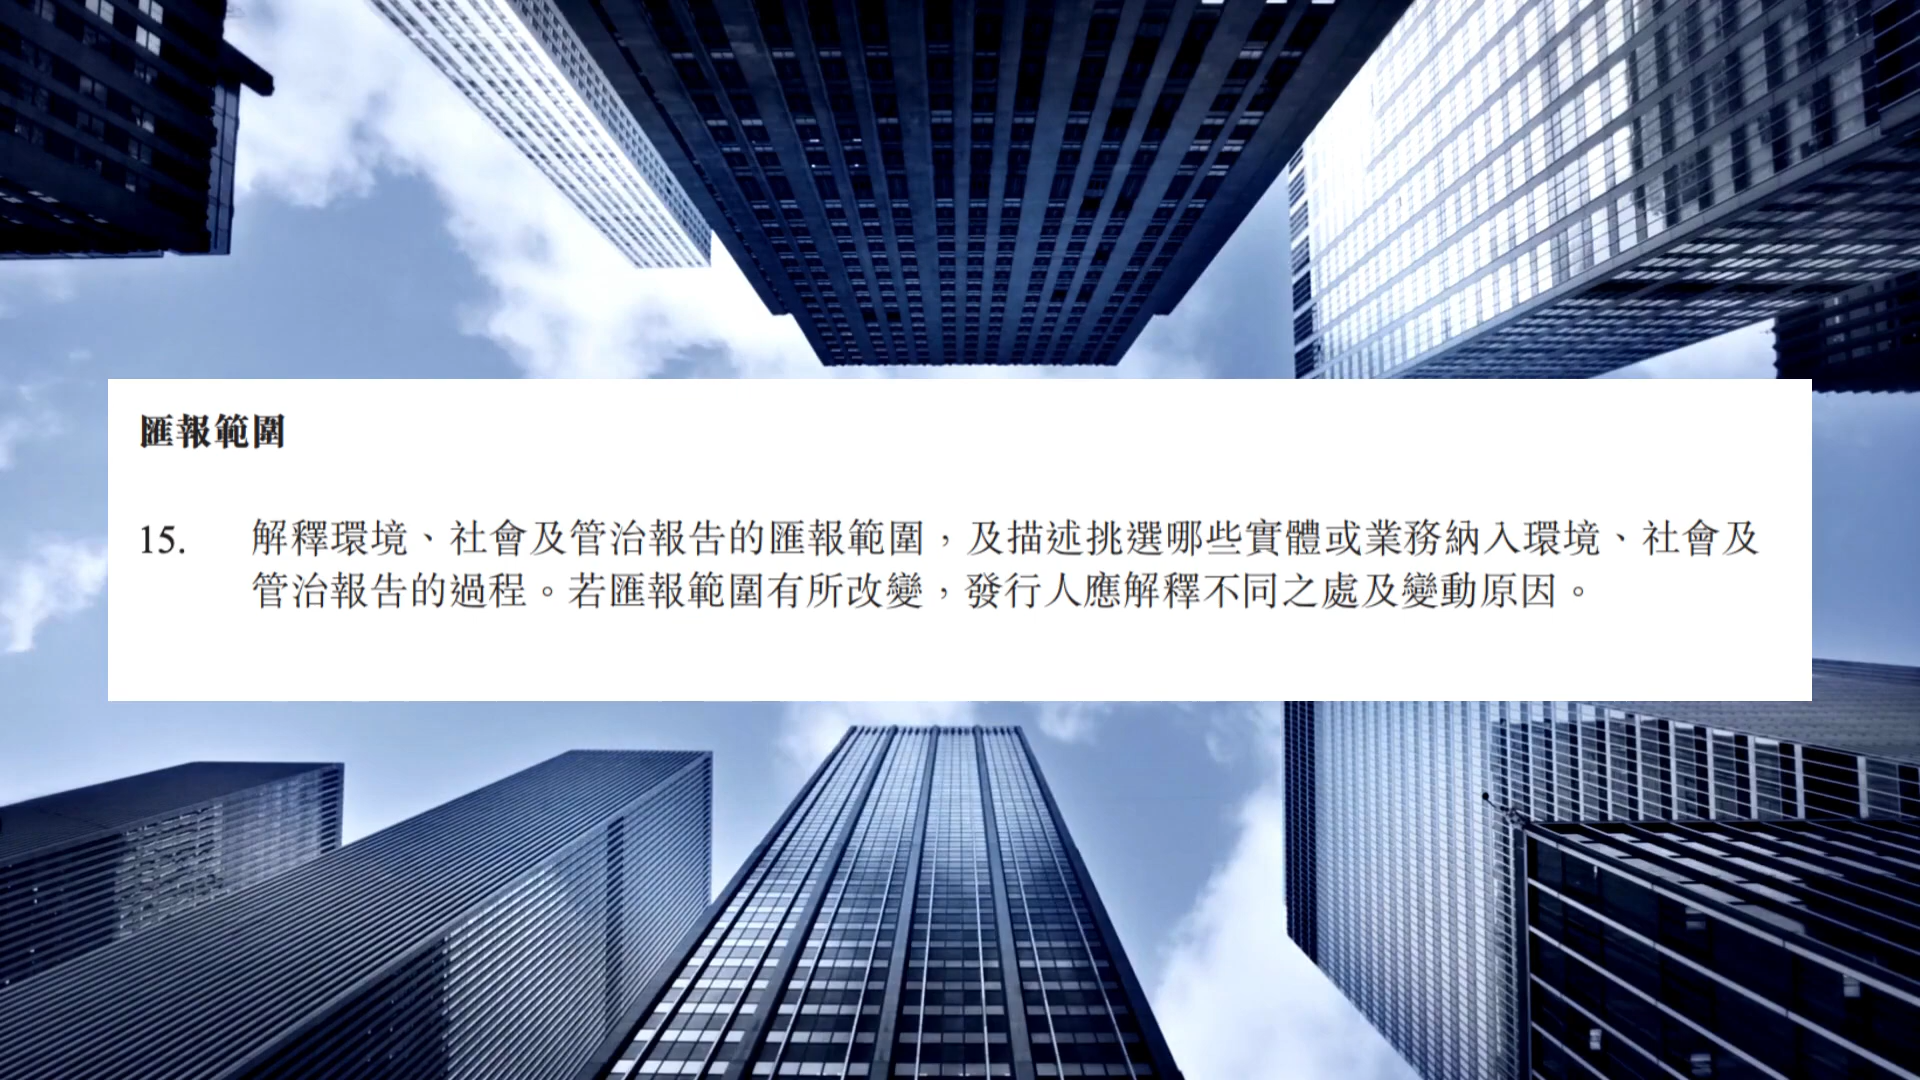 匯報範圍
15. 解釋環境、社會及管治報告的匯報範圍，及描述挑選哪些實體或業務納入環境、社會及
管治報告的過程。若匯報範圍有所改變，發行人應解釋不同之處及變動原因。